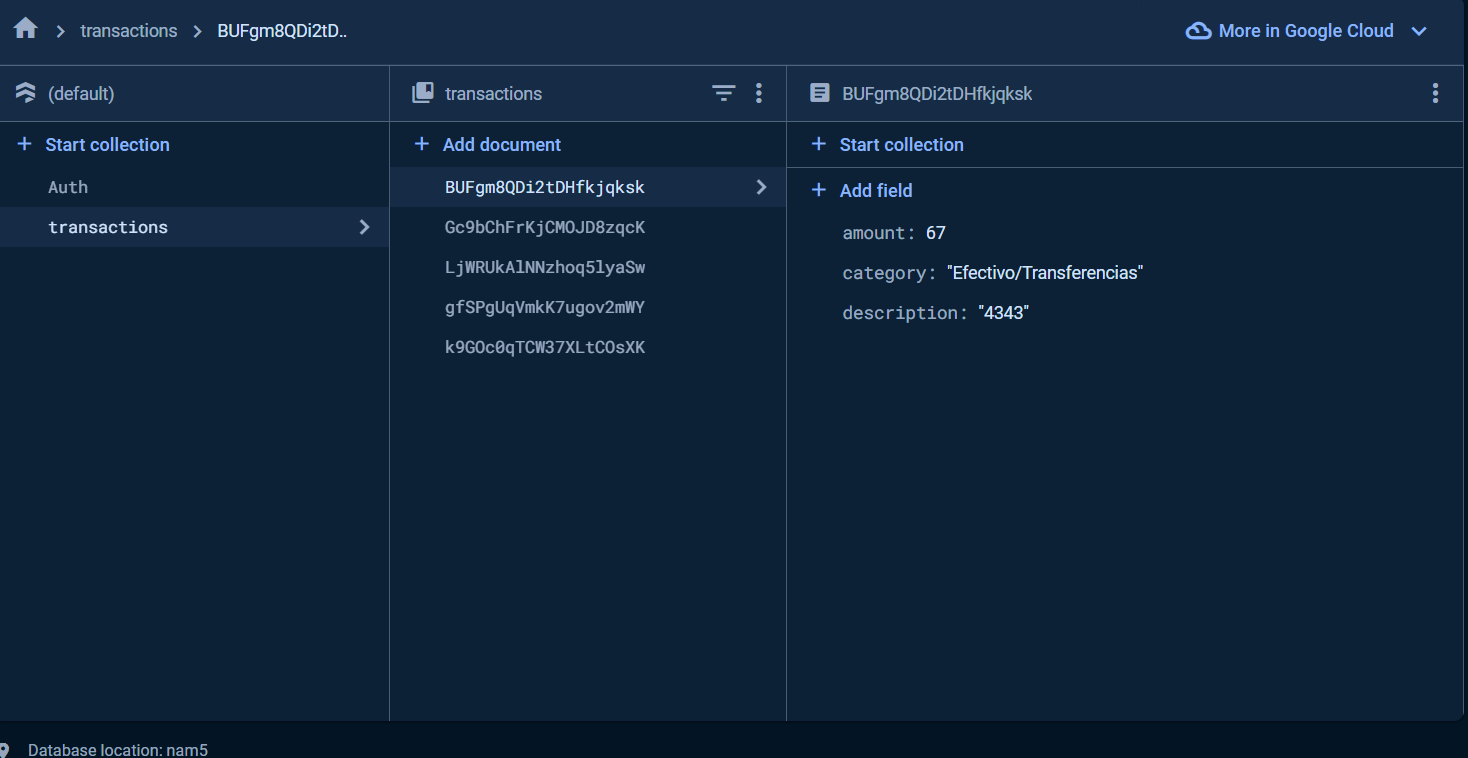 transactions
BUFgm8QDi2tD..
More in Google Cloud
(default)
transactions
BUFgm8QDi2tDHfkjqksk
Start collection
Add document
Start collection
Auth
transactions
BUFgm8QDi2tDHfkjqksk
Gc9bChFrKjCMOJD8zqcK
LjWRUkAlNNzhoq5lyaSw
gfSPgUqVmkK7ugov2mWY
k9GOc0qTCW37XLtCOsXK
Add field
amount: 67
category: "Efectivo/Transferencias"
description: "4343"
Database location: nam5